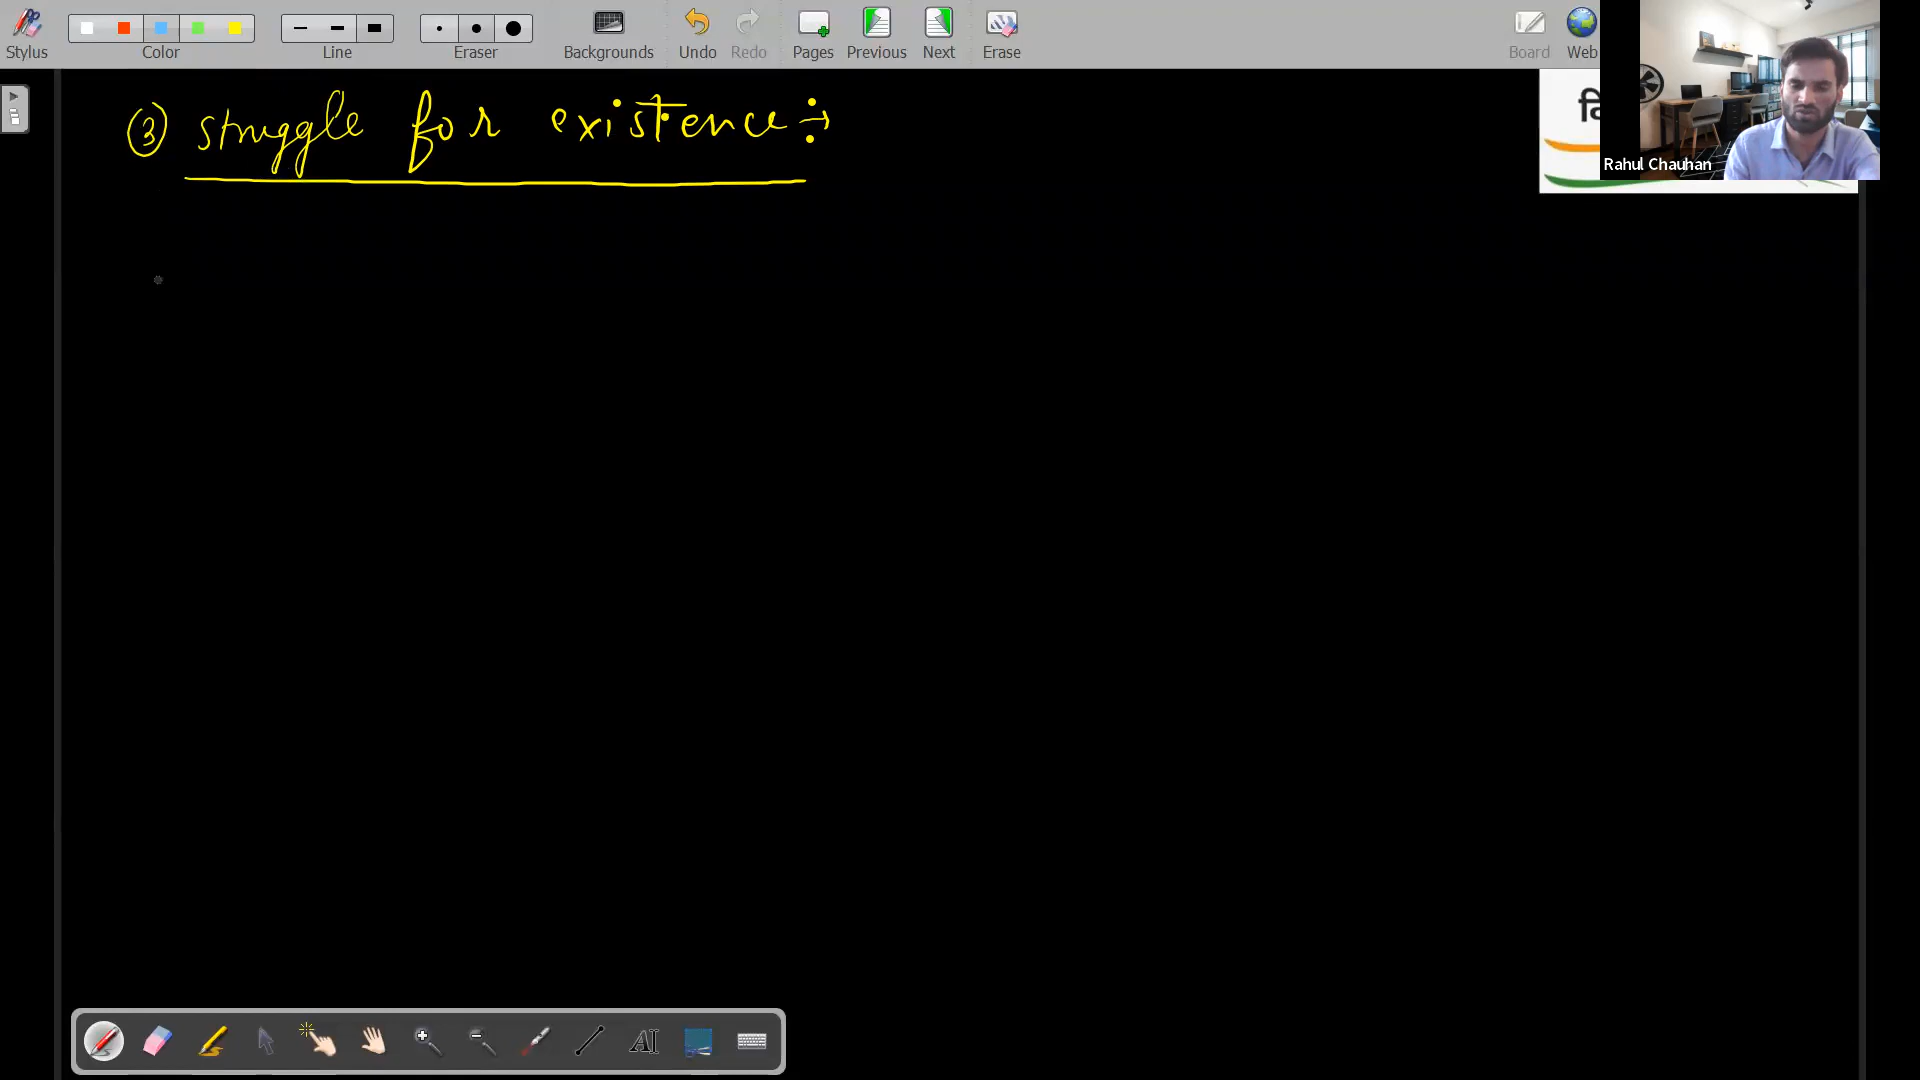 Stylus Color Line Eraser Backgrounds Undo Redo Pages Previous Next Erase Board Web
③ struggle for existence :→
Rahul Chauhan
AI